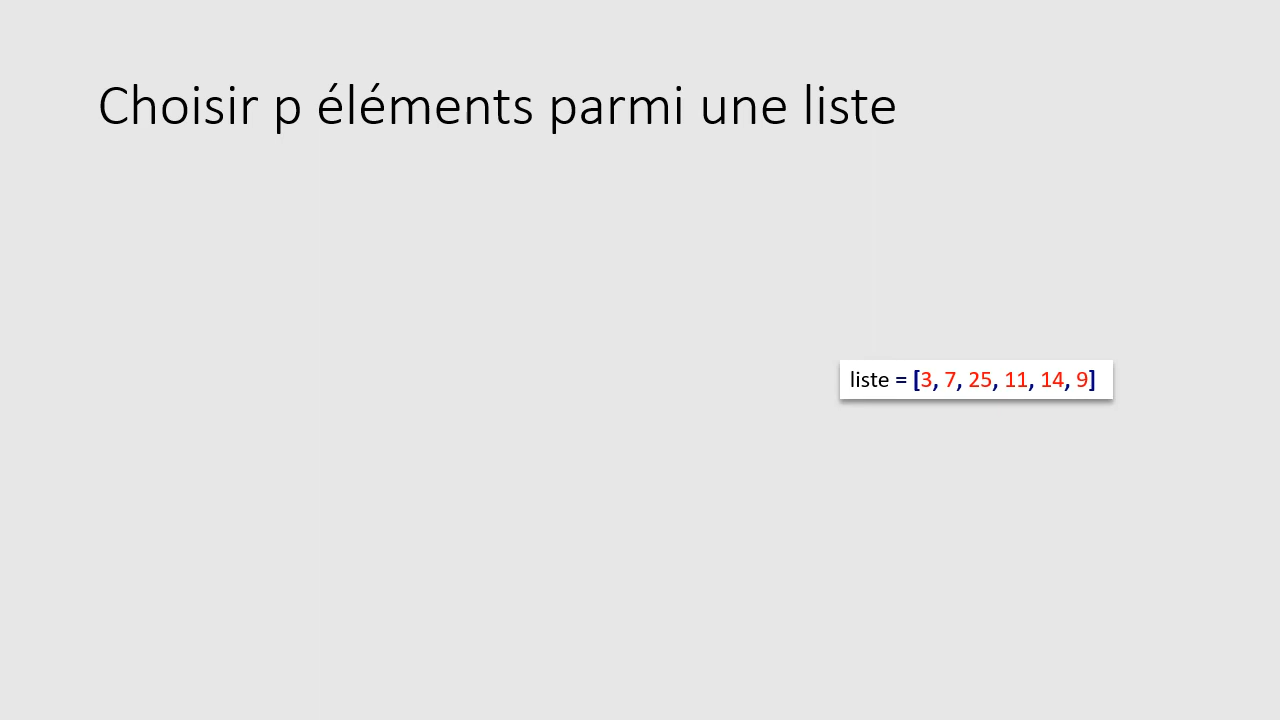 Choisir p éléments parmi une liste
liste = [3, 7, 25, 11, 14, 9]